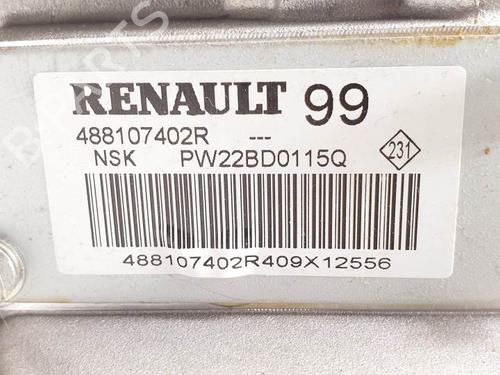 RENAULT 99
488107402R ---
NSK PW22BD0115Q 231
488107402R409X12556